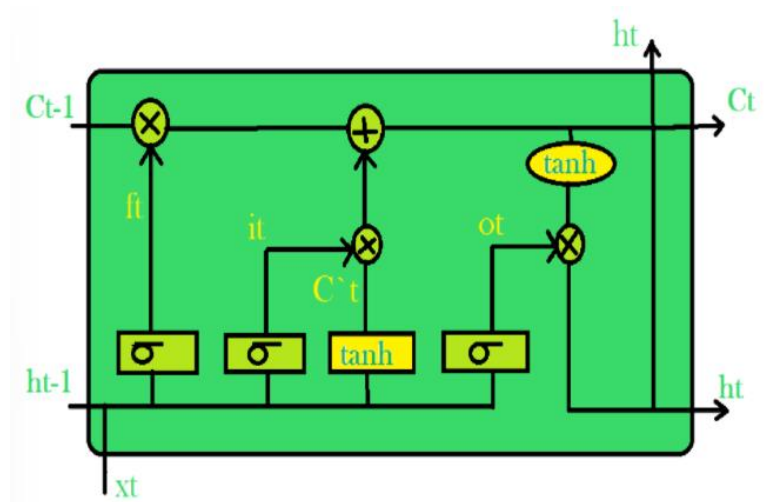 ht
Ct-1
×
+
Ct
tanh
ft
it
ot
×
×
C`t
σ
σ
tanh
σ
ht-1
ht
xt